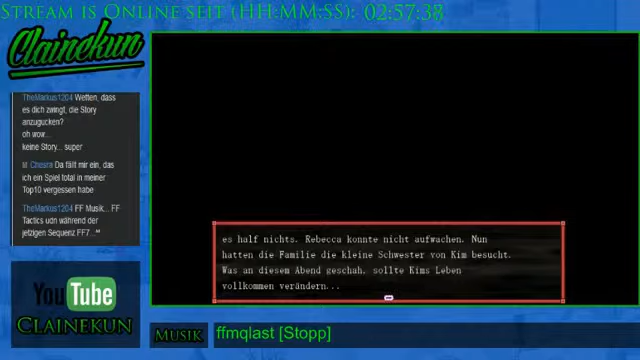 Stream is Online seit (HH:MM:SS): 02:57:38
Clainekun
TheMarkus1204 Wetten, dass
es dich zwingt, die Story
anzugucken?
oh wow...
keine Story... super
Chesra Da fällt mir ein, das
ich ein Spiel total in meiner
Top10 vergessen habe
TheMarkus1204 FF Musik... FF
Tactics udn während der
jetzigen Sequenz FF7...^^
es half nichts. Rebecca konnte nicht aufwachen. Nun
hatten die Familie die kleine Schwester von Kim besucht.
Was an diesem Abend geschah, sollte Kims Leben
vollkommen verändern...
YouTube
Clainekun
Musik
ffmqlast [Stopp]